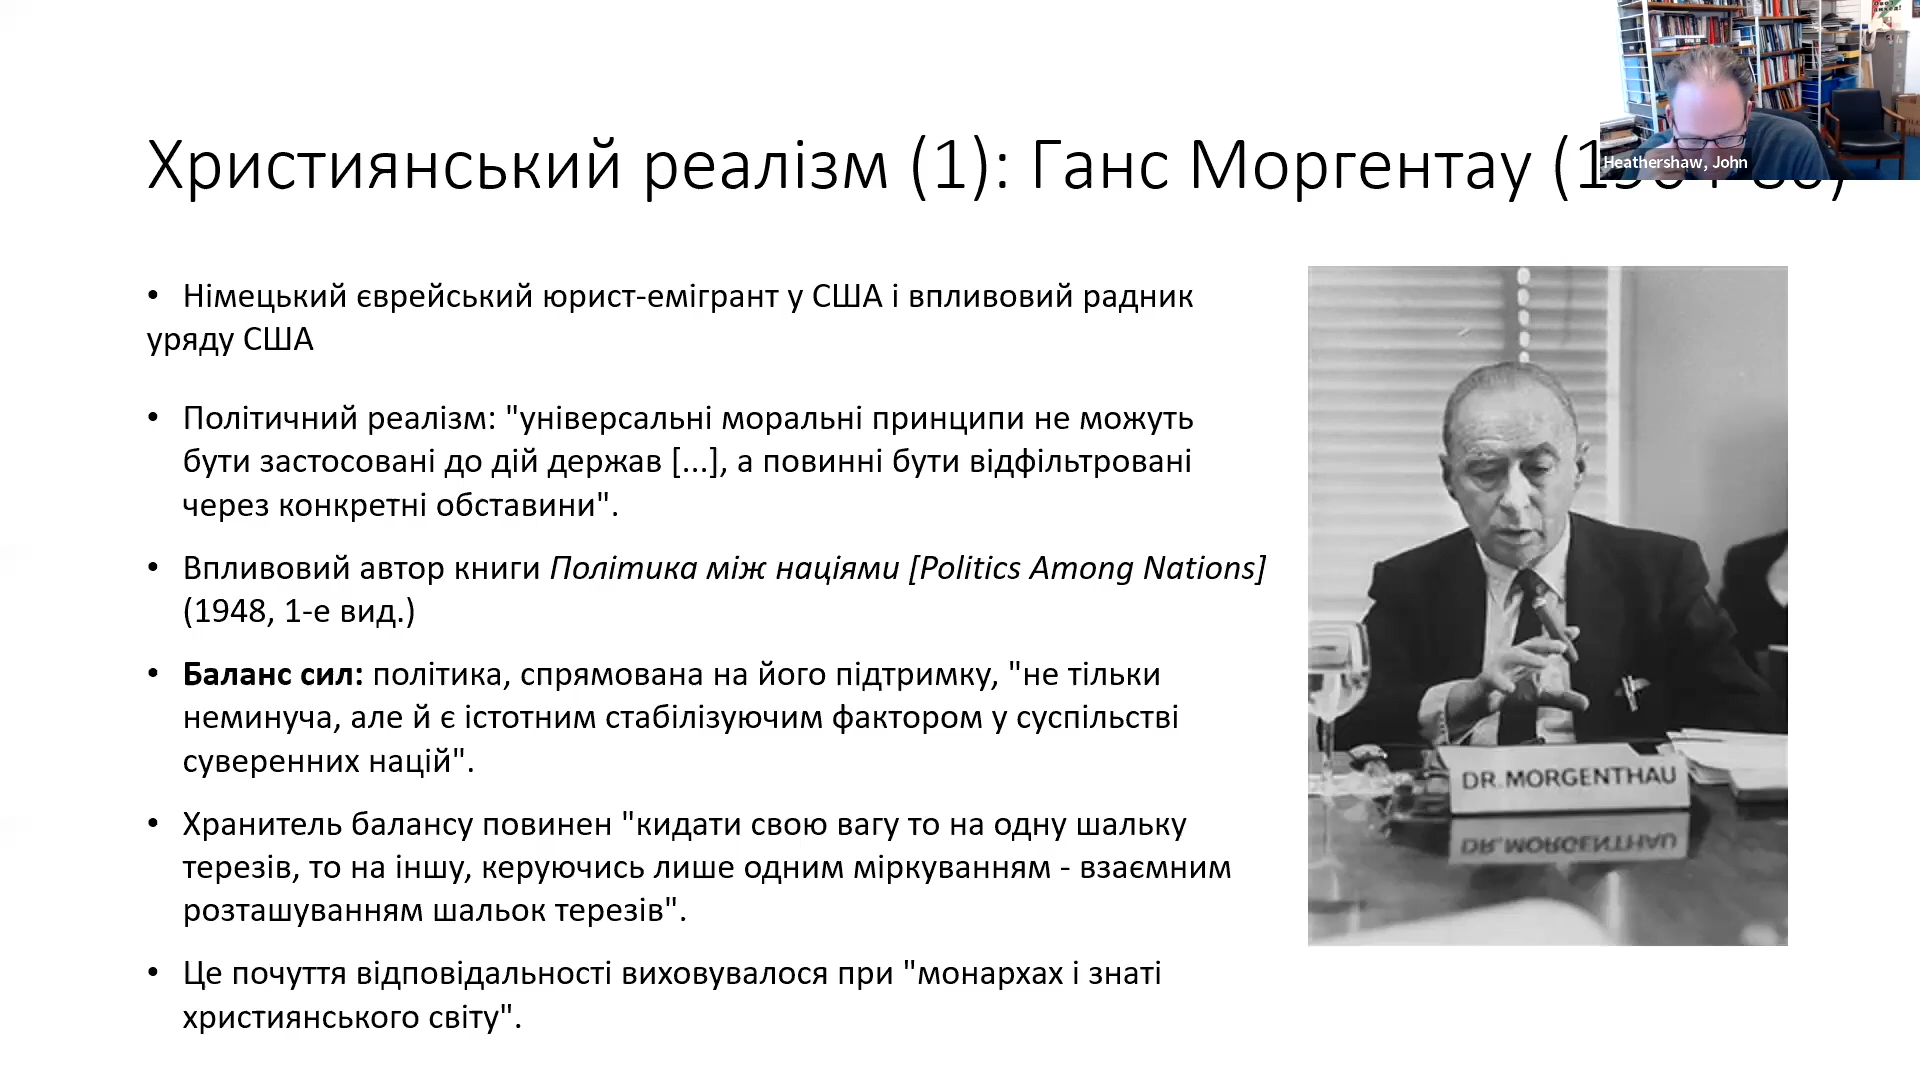 Християнський реалізм (1): Ганс Моргентау
Heathershaw, John
• Німецький єврейський юрист-емігрант у США і впливовий радник
уряду США
• Політичний реалізм: "універсальні моральні принципи не можуть
бути застосовані до дій держав [...], а повинні бути відфільтровані
через конкретні обставини".
• Впливовий автор книги Політика між націями [Politics Among Nations]
(1948, 1-е вид.)
• Баланс сил: політика, спрямована на його підтримку, "не тільки
неминуча, але й є істотним стабілізуючим фактором у суспільстві
суверенних націй".
• Хранитель балансу повинен "кидати свою вагу то на одну шальку
терезів, то на іншу, керуючись лише одним міркуванням - взаємним
розташуванням шальок терезів".
• Це почуття відповідальності виховувалося при "монархах і знаті
християнського світу".
DR. MORGENTHAU